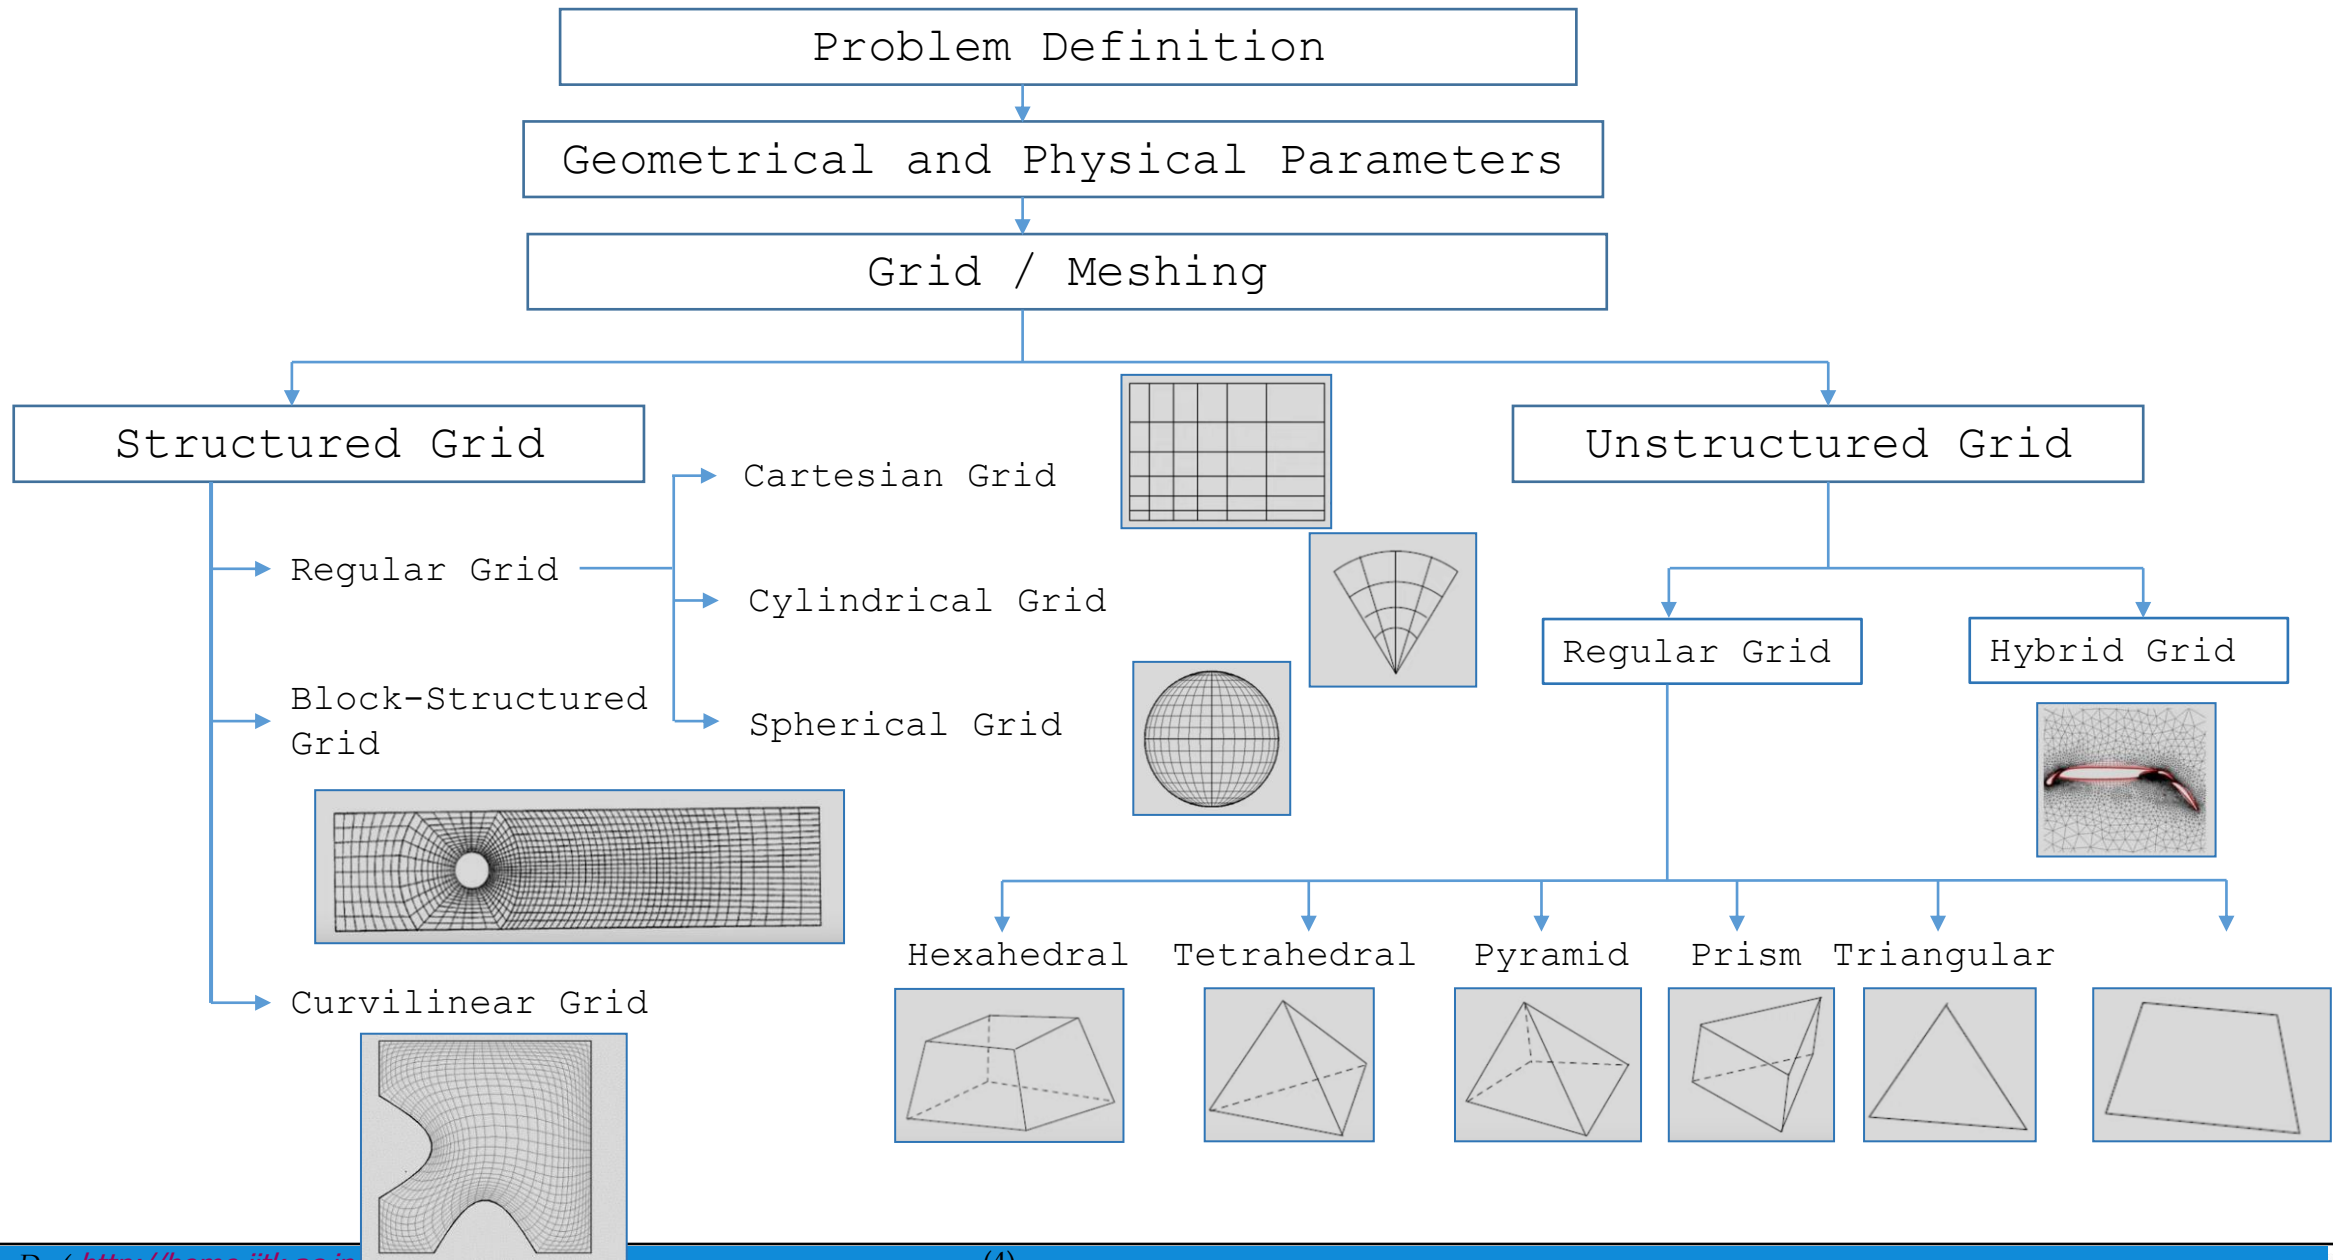 Problem Definition
Geometrical and Physical Parameters
Grid / Meshing
Structured Grid
Unstructured Grid
Cartesian Grid
Regular Grid
Cylindrical Grid
Regular Grid
Hybrid Grid
Block-Structured
Grid
Spherical Grid
Hexahedral
Tetrahedral
Pyramid
Prism
Triangular
Curvilinear Grid
(4)